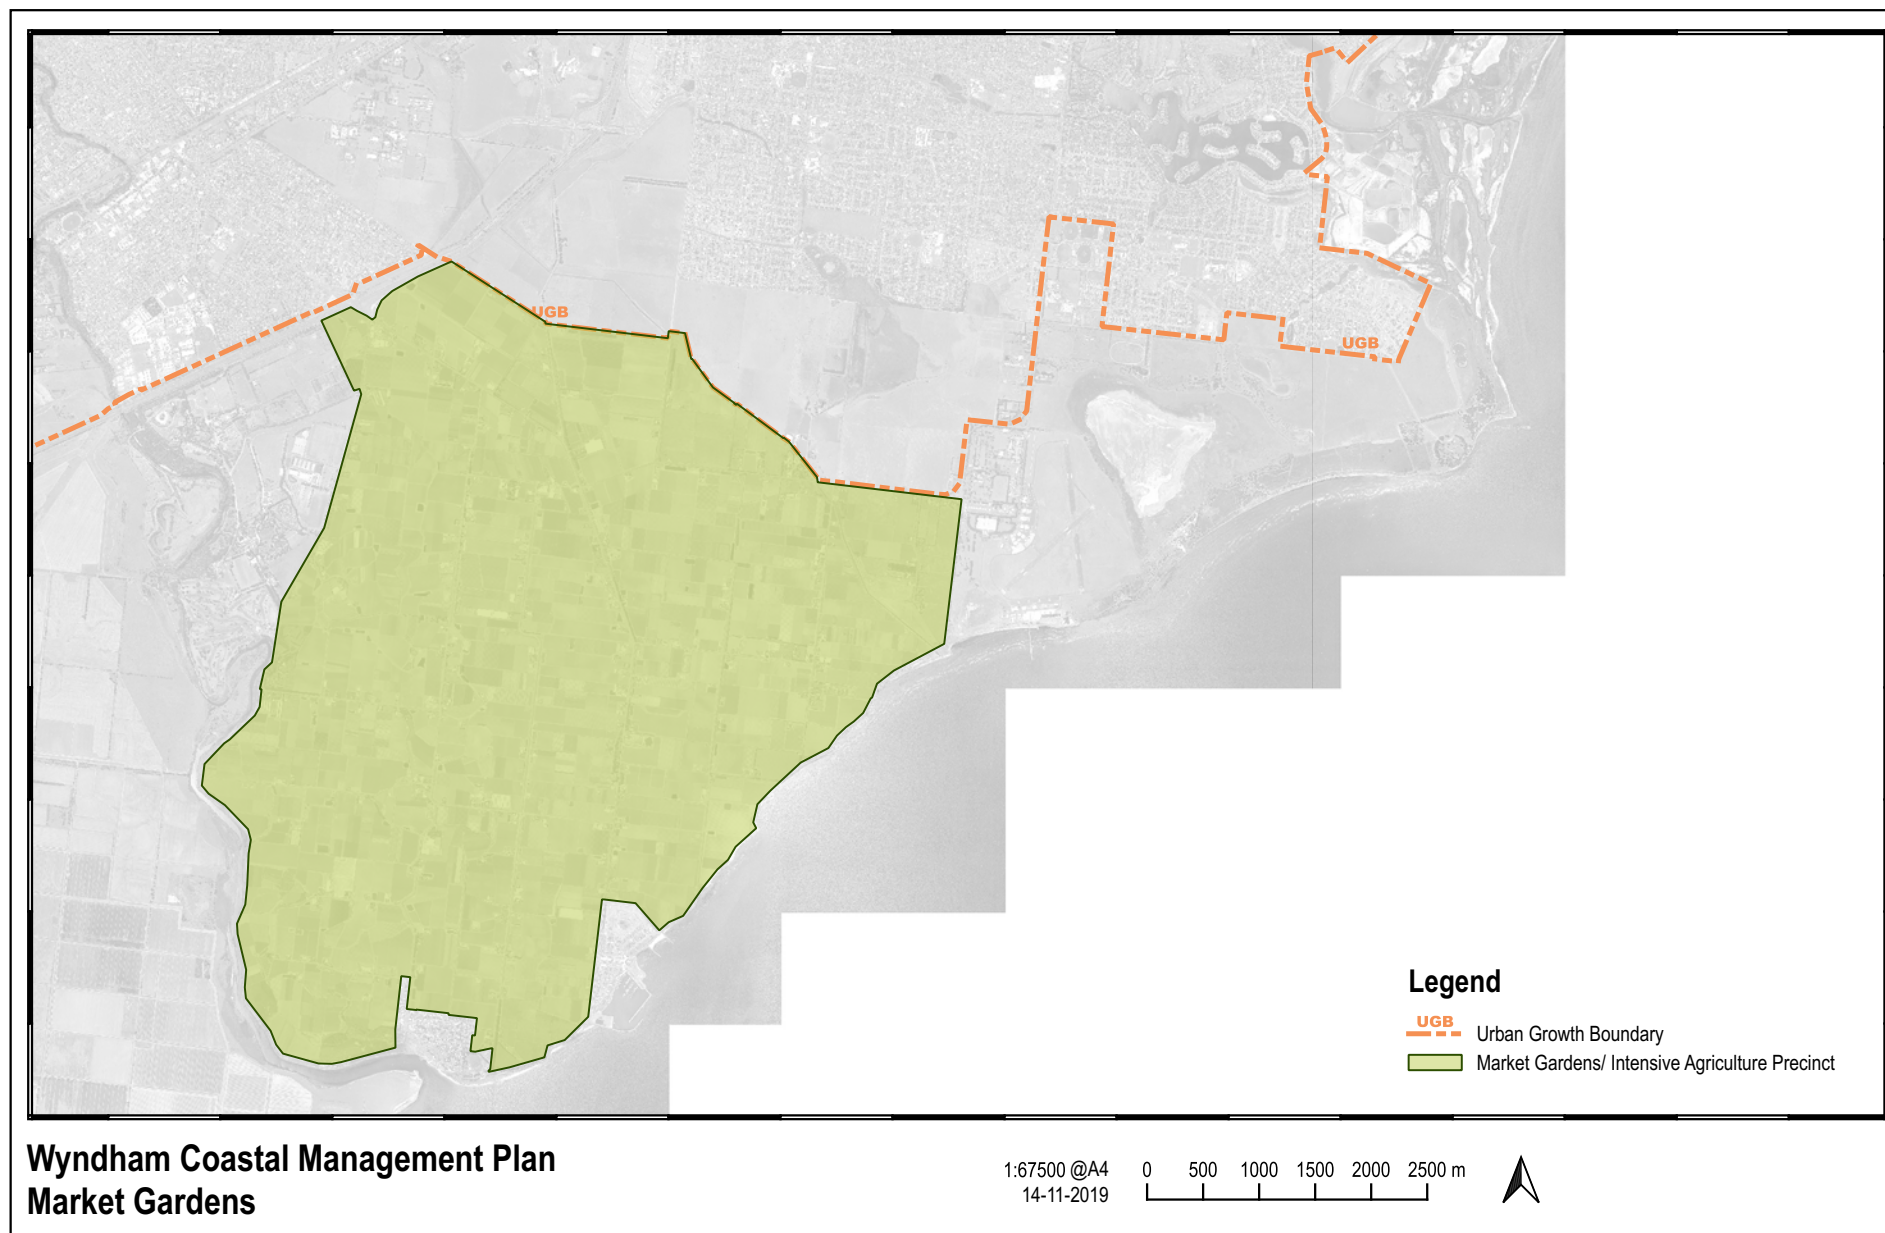 UGB
UGB
Legend
UGB
Urban Growth Boundary
Market Gardens/ Intensive Agriculture Precinct
Wyndham Coastal Management Plan
Market Gardens
1:67500 @A4
14-11-2019
0 500 1000 1500 2000 2500 m